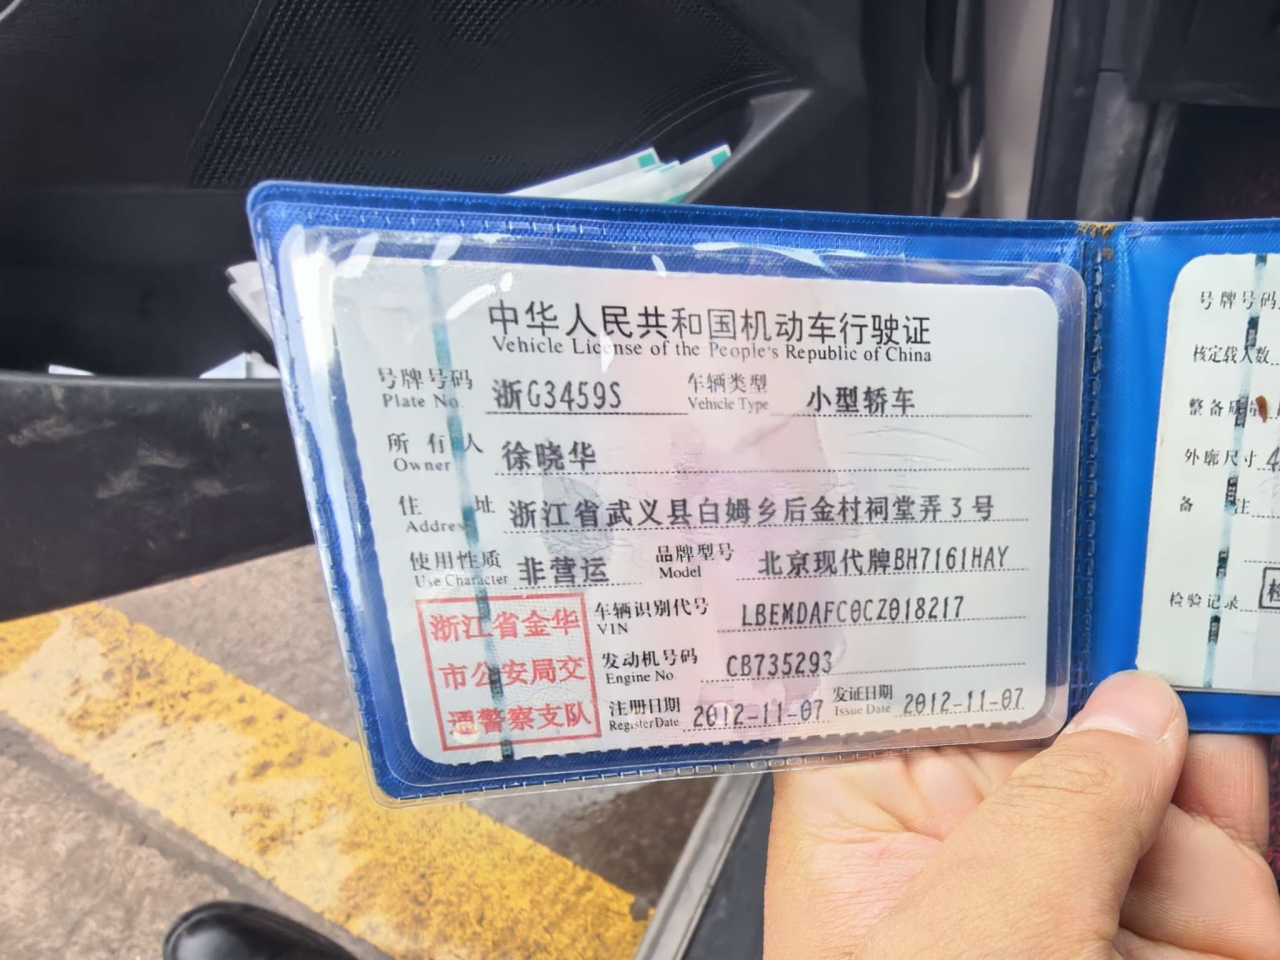 中华人民共和国机动车行驶证
Vehicle License of the People's Republic of China
号牌号码 浙G3459S 车辆类型 小型轿车
Plate No. Vehicle Type
所有人 徐晓华
Owner
住址 浙江省武义县白姆乡后金村祠堂弄3号
Address
使用性质 非营运 品牌型号 北京现代牌BH7161HAY
Use Character Model
浙江省金华
市公安局交
通警察支队
车辆识别代号 LBEMDAFC0CZ018217
VIN
发动机号码 CB735293
Engine No.
注册日期 2012-11-07 发证日期 2012-11-07
Register Date Issue Date
号牌号码
核定载人数
整备质量
外廓尺寸
备注
检验记录